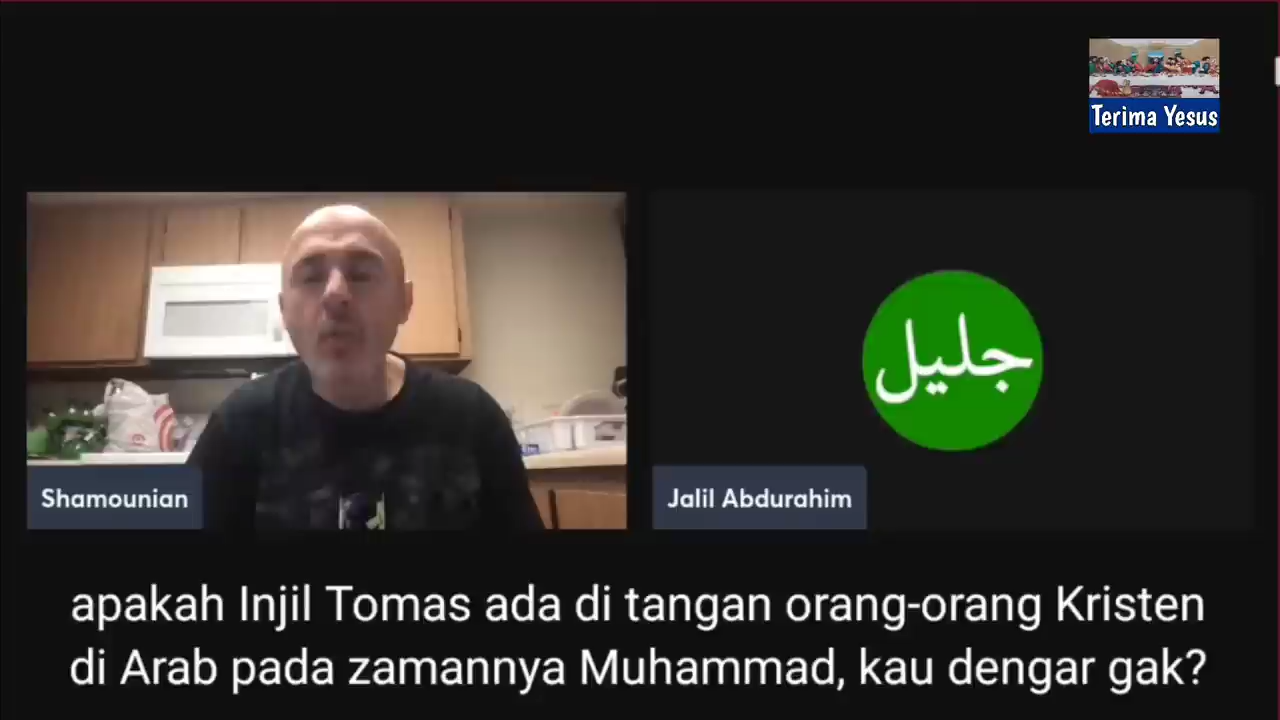 Terima Yesus
جليل
Shamounian
Jalil Abdurahim
apakah Injil Tomas ada di tangan orang-orang Kristen
di Arab pada zamannya Muhammad, kau dengar gak?